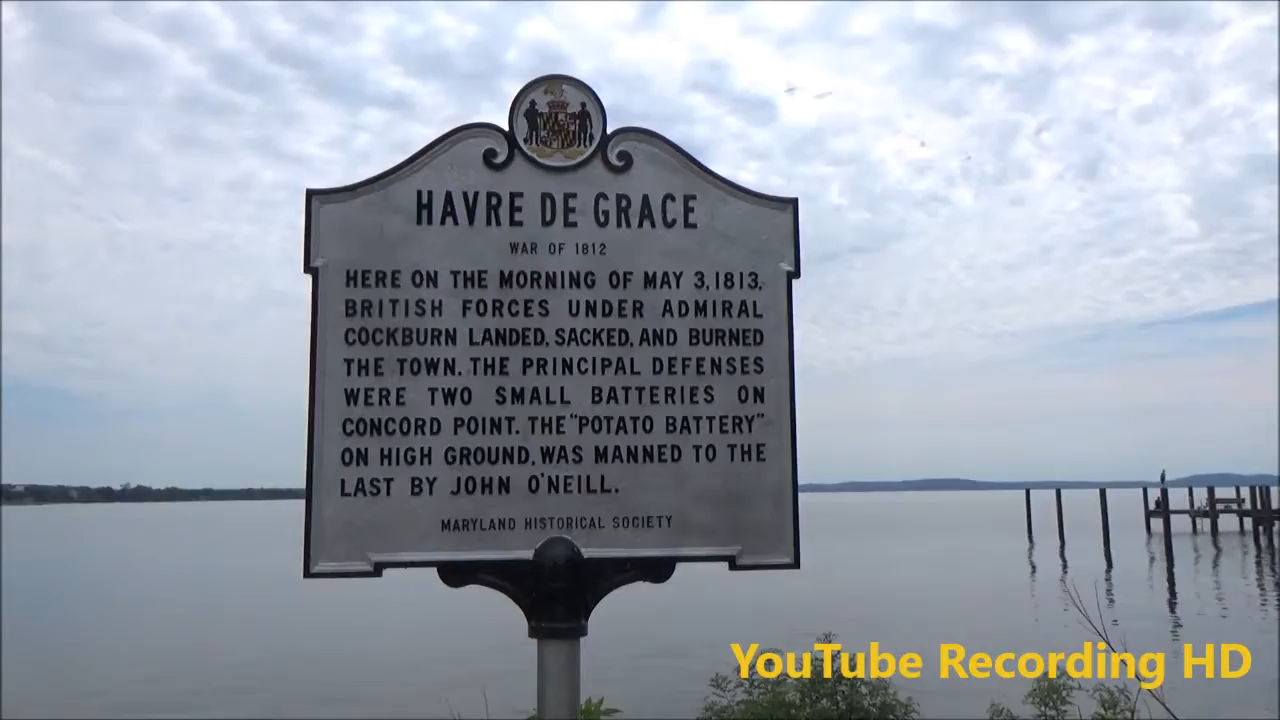 HAVRE DE GRACE
WAR OF 1812
HERE ON THE MORNING OF MAY 3,1813,
BRITISH FORCES UNDER ADMIRAL
COCKBURN LANDED, SACKED, AND BURNED
THE TOWN. THE PRINCIPAL DEFENSES
WERE TWO SMALL BATTERIES ON
CONCORD POINT. THE "POTATO BATTERY"
ON HIGH GROUND, WAS MANNED TO THE
LAST BY JOHN O'NEILL.
MARYLAND HISTORICAL SOCIETY
YouTube Recording HD